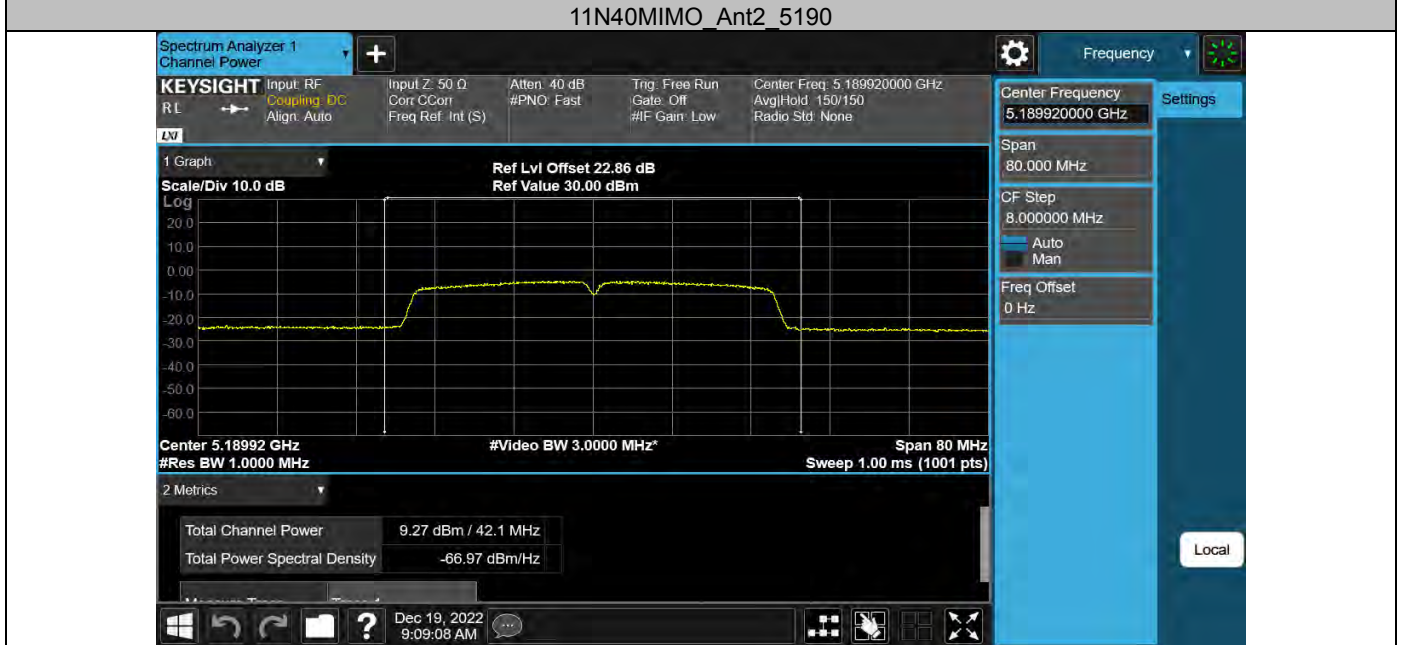 11N40MIMO_Ant2_5190
Spectrum Analyzer 1
Channel Power
Frequency
KEYSIGHT
Input: RF
Coupling: DC
Align: Auto
RL
LXI
Input Z: 50 Ω
Corr CCorr
Freq Ref: Int (S)
Atten: 40 dB
#PNO: Fast
Trig: Free Run
Gate: Off
#IF Gain: Low
Center Freq: 5.189920000 GHz
Avg|Hold: 150/150
Radio Std: None
Center Frequency
5.189920000 GHz
Settings
Span
80.000 MHz
CF Step
8.000000 MHz
Auto
Man
Freq Offset
0 Hz
Local
1 Graph
Ref Lvl Offset 22.86 dB
Scale/Div 10.0 dB
Ref Value 30.00 dBm
Log
20.0
10.0
0.00
-10.0
-20.0
-30.0
-40.0
-50.0
-60.0
Center 5.18992 GHz
#Video BW 3.0000 MHz*
Span 80 MHz
#Res BW 1.0000 MHz
Sweep 1.00 ms (1001 pts)
2 Metrics
Total Channel Power 9.27 dBm / 42.1 MHz
Total Power Spectral Density -66.97 dBm/Hz
?
Dec 19, 2022
9:09:08 AM